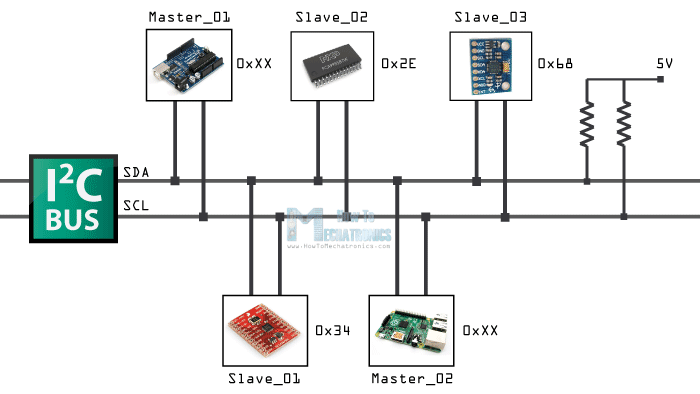 Master_01
Slave_02
Slave_03
0xXX
0x2E
0x68
5V
I²C
BUS
SDA
SCL
How To
MECHATRONICS
www.HowToMechatronics.com
0x34
0xXX
Slave_01
Master_02